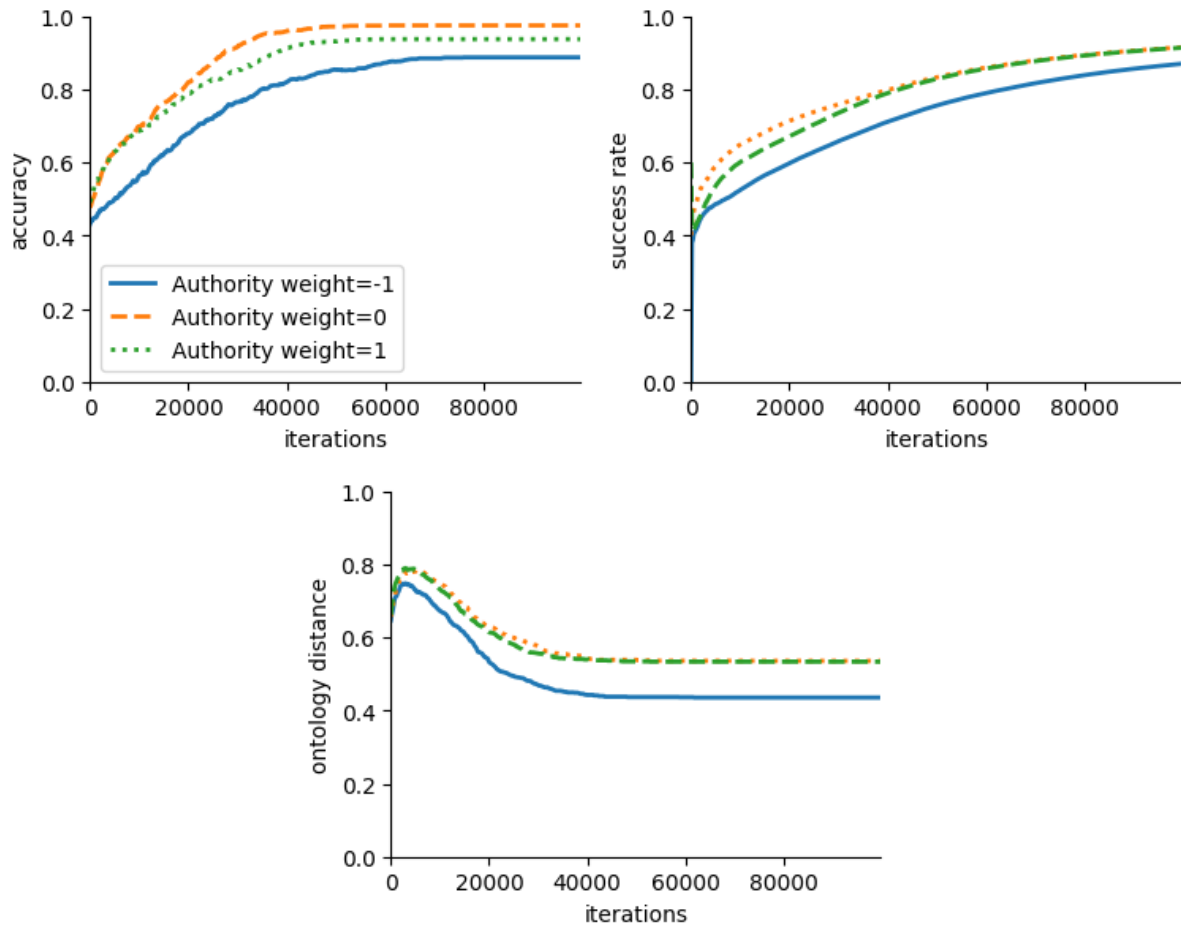 accuracy
1.0
0.8
0.6
0.4
0.2
0.0
Authority weight=-1
Authority weight=0
Authority weight=1
0 20000 40000 60000 80000
iterations
success rate
1.0
0.8
0.6
0.4
0.2
0.0
0 20000 40000 60000 80000
iterations
ontology distance
1.0
0.8
0.6
0.4
0.2
0.0
0 20000 40000 60000 80000
iterations